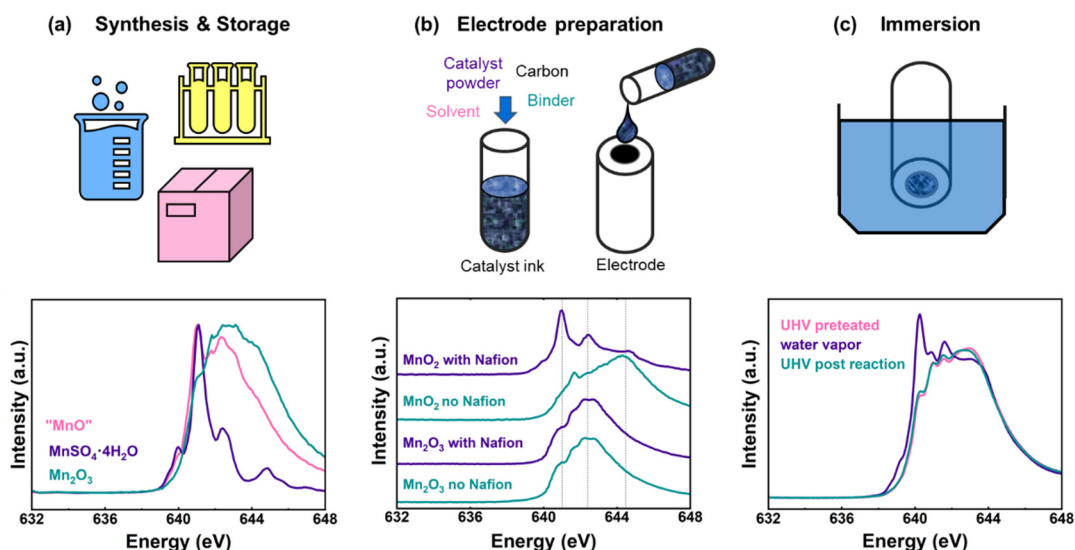 (a) Synthesis & Storage
(b) Electrode preparation
(c) Immersion
Catalyst
powder
Carbon
Solvent
Binder
Catalyst ink
Electrode
Intensity (a.u.)
"MnO"
MnSO₄·4H₂O
Mn₂O₃
632 636 640 644 648
Energy (eV)
Intensity (a.u.)
MnO₂ with Nafion
MnO₂ no Nafion
Mn₂O₃ with Nafion
Mn₂O₃ no Nafion
632 636 640 644 648
Energy (eV)
Intensity (a.u.)
UHV pretreated
water vapor
UHV post reaction
632 636 640 644 648
Energy (eV)